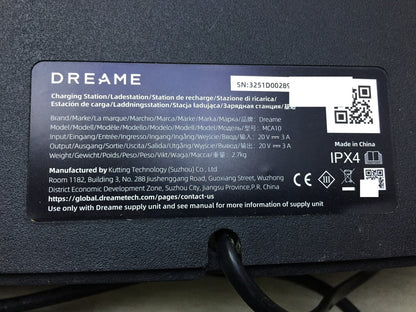 DREAME
SN:3251D00289
Charging Station/Ladestation/Station de recharge/Stazione di ricarica/
Estación de carga/Laddningsstation/Stacja ładująca/Зарядная станция/
Brand/Marke/La marque/Marchio/Marca/Märke/Marka/Марка/品牌: Dreame
Model/Modell/Modèle/Modello/Modelo/Modell/Model/Модель/型号: MCA10
Input/Eingang/Entrée/Ingresso/Ingång/Ingång/Wejście/Ввод/输入: 20 V⎓3 A
Output/Ausgang/Sortie/Uscita/Salida/Utgång/Wyjście/Вывод/输出: 20 V⎓3 A
Weight/Gewicht/Poids/Peso/Peso/Vikt/Waga/Масса/重量: 2.7kg
Manufactured by Kutting Technology (Suzhou) Co., Ltd.
Room 1182, Building 3, No. 288 Jiushenggang Road, Guoxiang Street, Wuzhong
District Economic Development Zone, Suzhou City, Jiangsu Province,P.R. China
https://global.dreametech.com/pages/contact-us
Use only with Dreame supply unit and see manual for more information of supply unit
Made in China
IPX4
CE
III